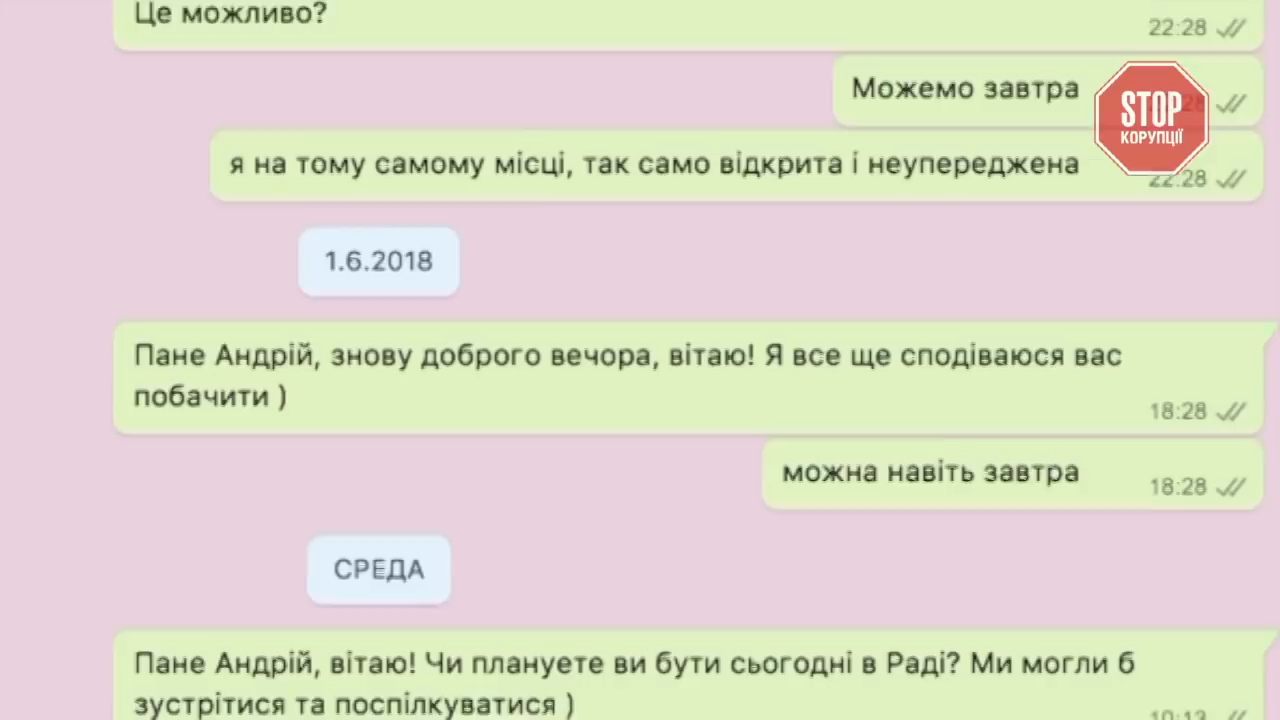 Це можливо?
22:28
Можемо завтра
STOP
КОРУПЦІЇ
я на тому самому місці, так само відкрита і неупереджена
22:28
1.6.2018
Пане Андрій, знову доброго вечора, вітаю! Я все ще сподіваюся вас
побачити )
18:28
можна навіть завтра
18:28
СРЕДА
Пане Андрій, вітаю! Чи плануете ви бути сьогодні в Раді? Ми могли б
зустрітися та поспілкуватися )